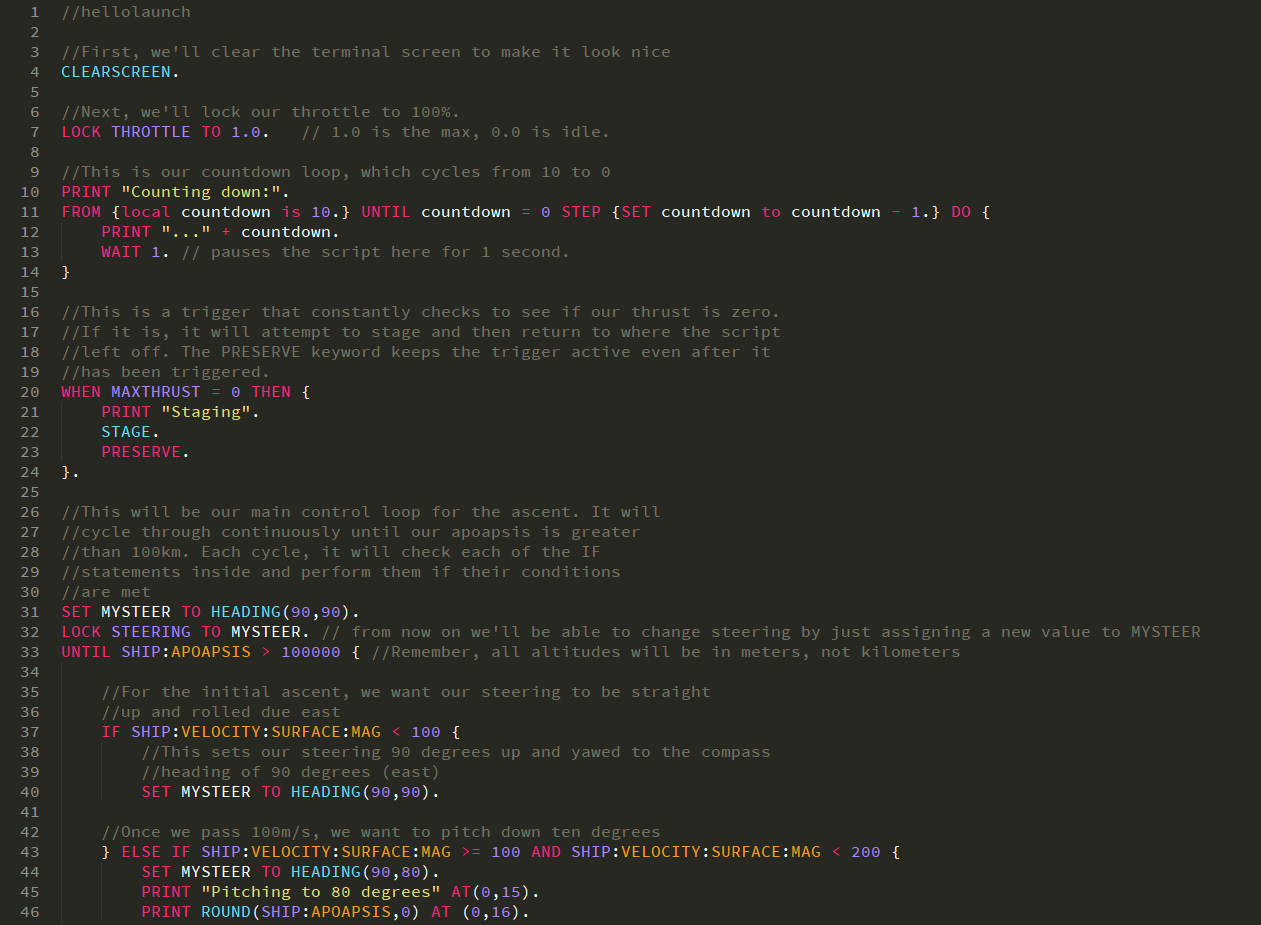 1 //hellolaunch
2
3 //First, we'll clear the terminal screen to make it look nice
4 CLEARSCREEN.
5
6 //Next, we'll lock our throttle to 100%.
7 LOCK THROTTLE TO 1.0.   // 1.0 is the max, 0.0 is idle.
8
9 //This is our countdown loop, which cycles from 10 to 0
10 PRINT "Counting down:".
11 FROM {local countdown is 10.} UNTIL countdown = 0 STEP {SET countdown to countdown - 1.} DO {
12     PRINT "..." + countdown.
13     WAIT 1. // pauses the script here for 1 second.
14 }
15
16 //This is a trigger that constantly checks to see if our thrust is zero.
17 //If it is, it will attempt to stage and then return to where the script
18 //left off. The PRESERVE keyword keeps the trigger active even after it
19 //has been triggered.
20 WHEN MAXTHRUST = 0 THEN {
21     PRINT "Staging".
22     STAGE.
23     PRESERVE.
24 }.
25
26 //This will be our main control loop for the ascent. It will
27 //cycle through continuously until our apoapsis is greater
28 //than 100km. Each cycle, it will check each of the IF
29 //statements inside and perform them if their conditions
30 //are met
31 SET MYSTEER TO HEADING(90,90).
32 LOCK STEERING TO MYSTEER. // from now on we'll be able to change steering by just assigning a new value to MYSTEER
33 UNTIL SHIP:APOAPSIS > 100000 { //Remember, all altitudes will be in meters, not kilometers
34
35     //For the initial ascent, we want our steering to be straight
36     //up and rolled due east
37     IF SHIP:VELOCITY:SURFACE:MAG < 100 {
38         //This sets our steering 90 degrees up and yawed to the compass
39         //heading of 90 degrees (east)
40         SET MYSTEER TO HEADING(90,90).
41
42     //Once we pass 100m/s, we want to pitch down ten degrees
43     } ELSE IF SHIP:VELOCITY:SURFACE:MAG >= 100 AND SHIP:VELOCITY:SURFACE:MAG < 200 {
44         SET MYSTEER TO HEADING(90,80).
45         PRINT "Pitching to 80 degrees" AT(0,15).
46         PRINT ROUND(SHIP:APOAPSIS,0) AT (0,16).